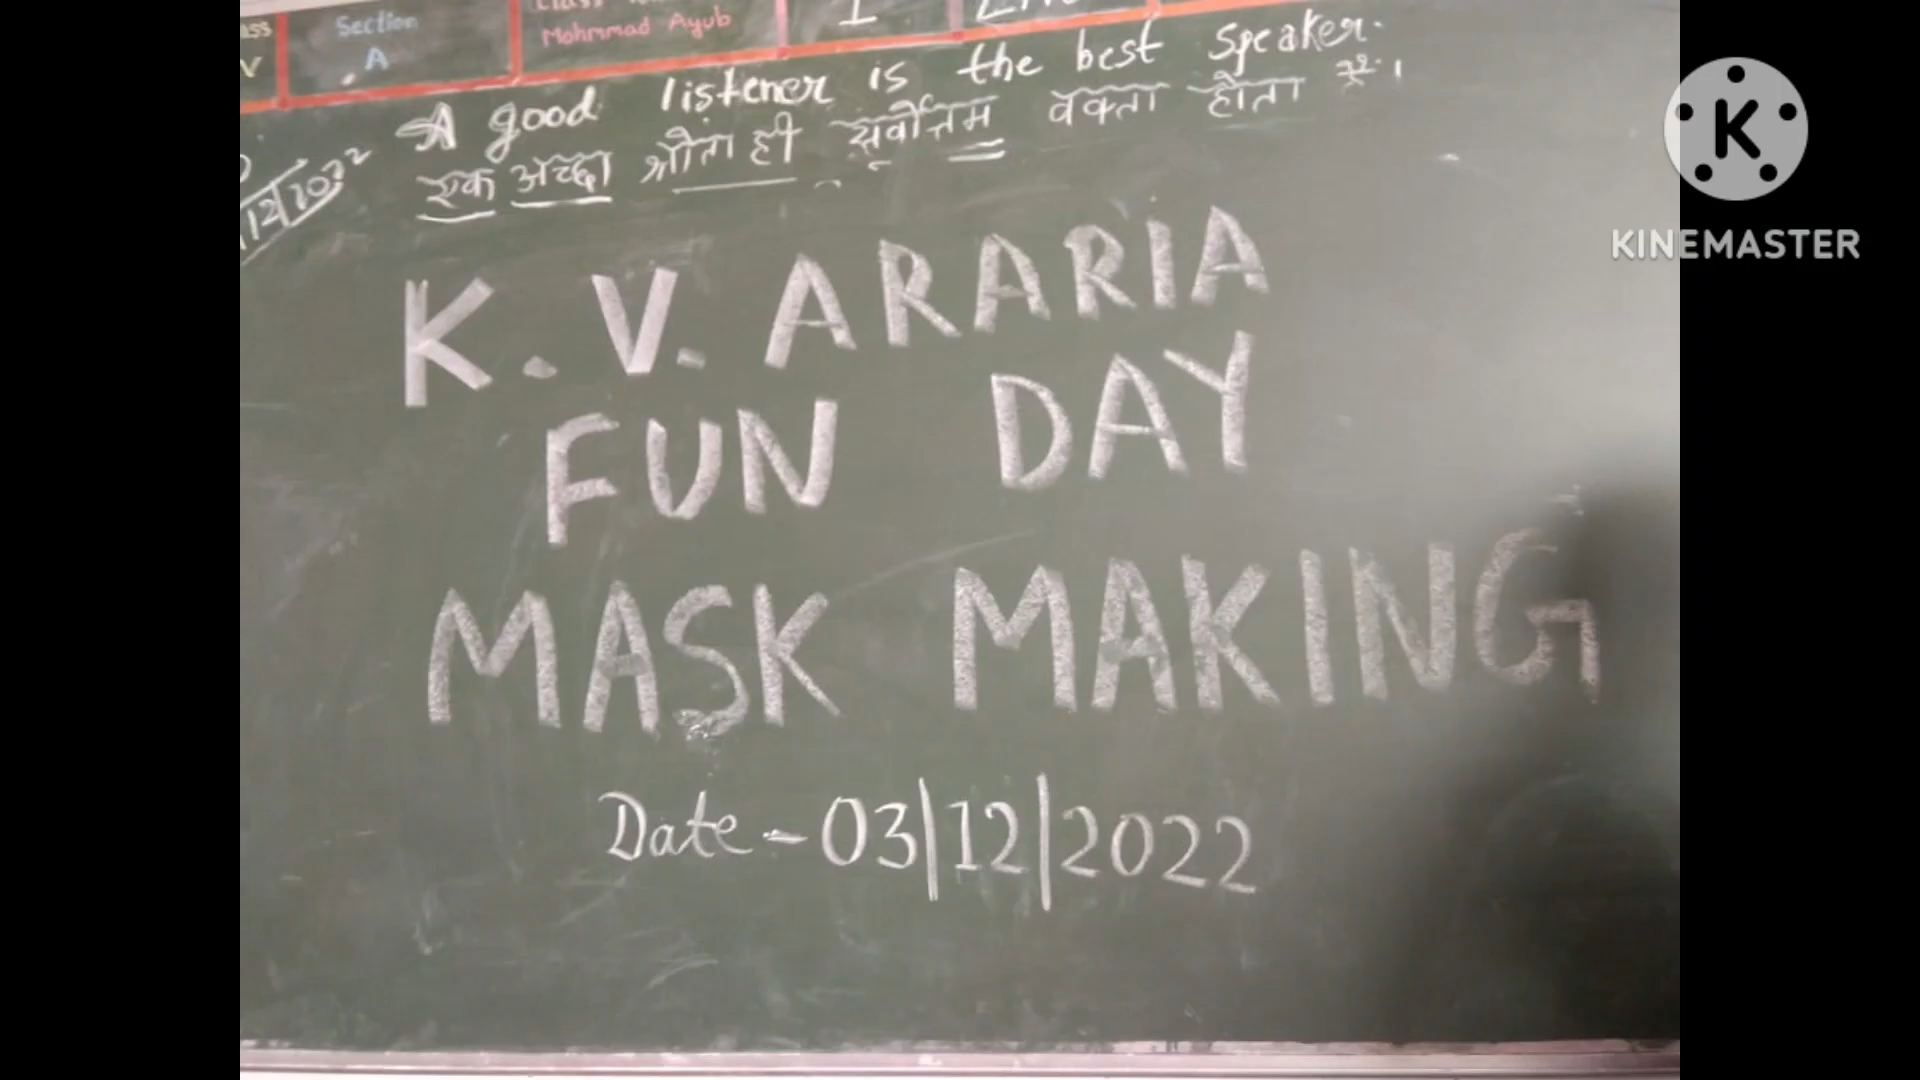 Section
A
V
Mohmmad Ayub
I
A good listener is the best speaker.
एक अच्छा श्रोता ही सर्वोत्तम वक्ता होता है।
K.V. ARARIA
FUN DAY
MASK MAKING
Date - 03|12|2022
K
KINEMASTER